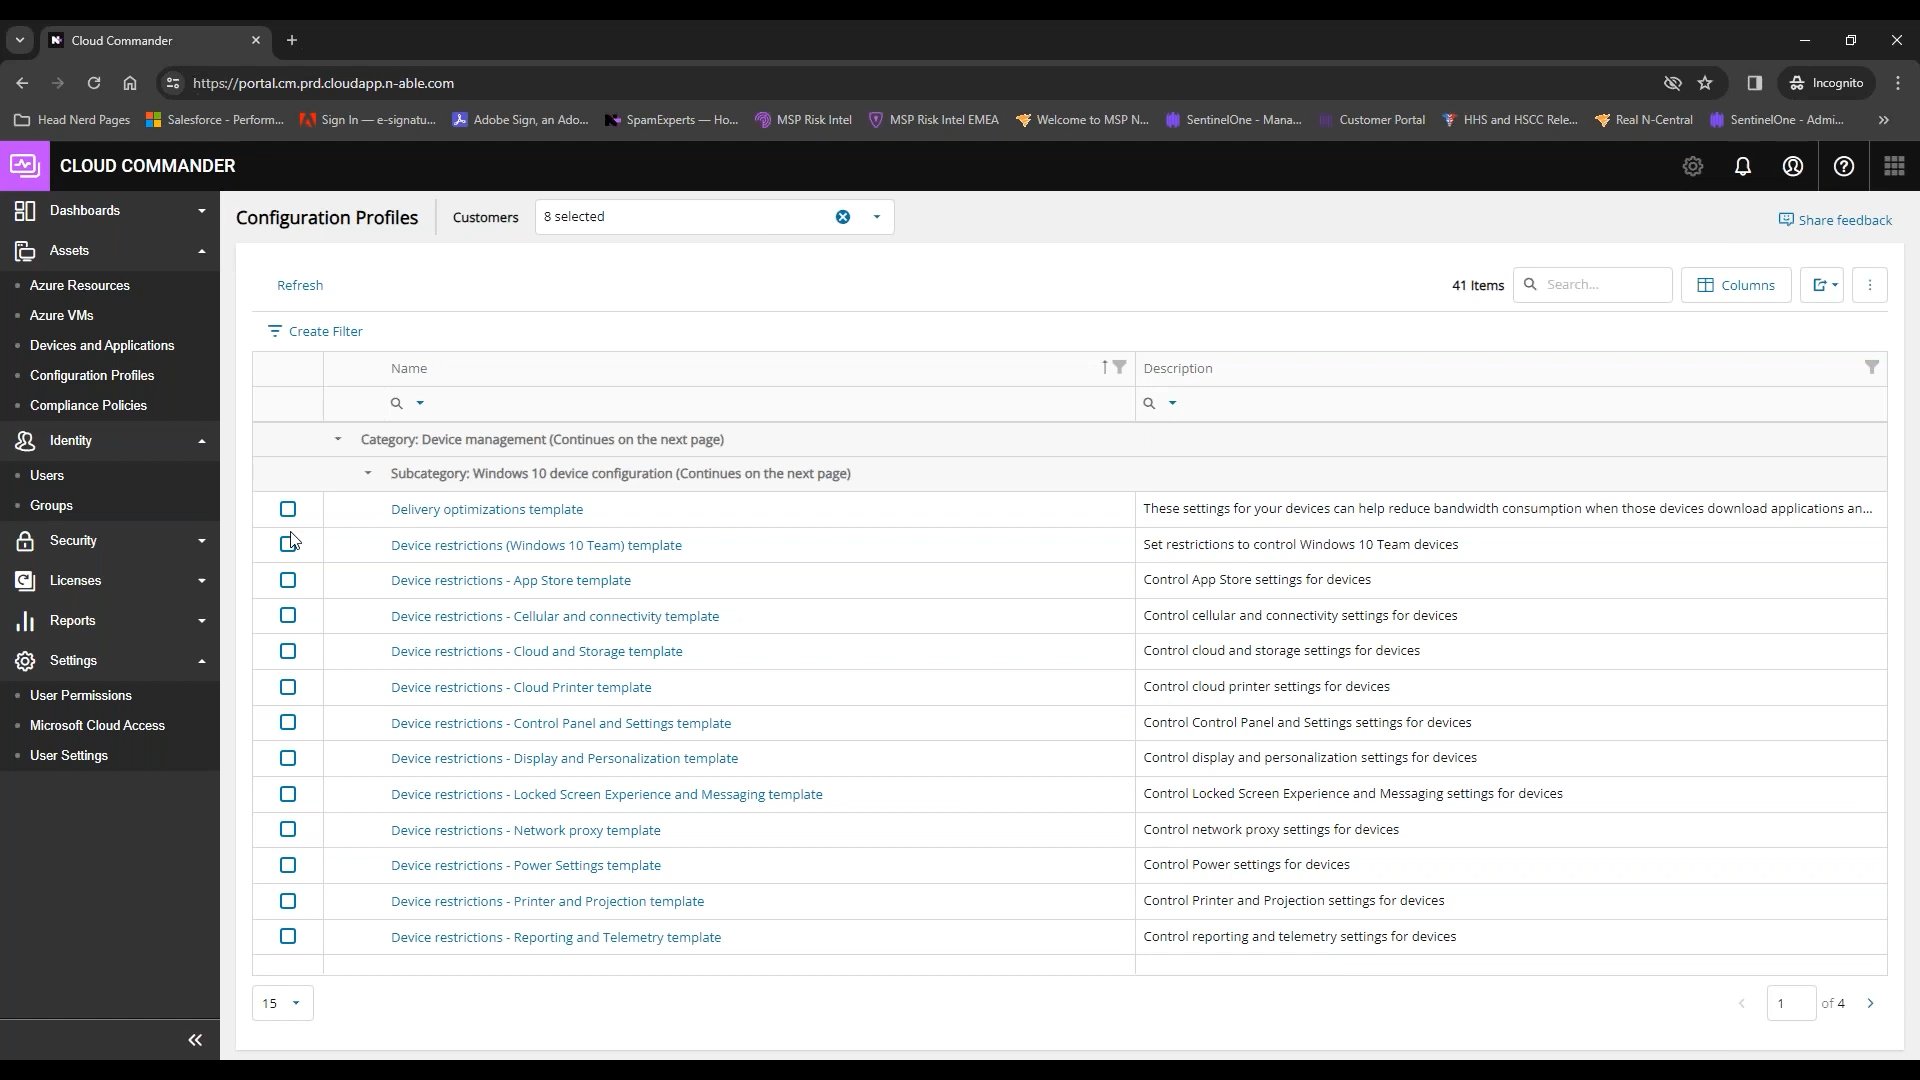 Cloud Commander
https://portal.cm.prd.cloudapp.n-able.com
Incognito
Head Nerd Pages
Salesforce - Perform...
Sign In — e-signatu...
Adobe Sign, an Ado...
SpamExperts — Ho...
MSP Risk Intel
MSP Risk Intel EMEA
Welcome to MSP N...
SentinelOne - Mana...
Customer Portal
HHS and HSCC Rele...
Real N-Central
SentinelOne - Admi...
CLOUD COMMANDER
Dashboards
Assets
Azure Resources
Azure VMs
Devices and Applications
Configuration Profiles
Compliance Policies
Identity
Users
Groups
Security
Licenses
Reports
Settings
User Permissions
Microsoft Cloud Access
User Settings
Configuration Profiles
Customers
8 selected
Share feedback
Refresh
41 Items
Search...
Columns
Create Filter
Name
Description
Category: Device management (Continues on the next page)
Subcategory: Windows 10 device configuration (Continues on the next page)
Delivery optimizations template
These settings for your devices can help reduce bandwidth consumption when those devices download applications an...
Device restrictions (Windows 10 Team) template
Set restrictions to control Windows 10 Team devices
Device restrictions - App Store template
Control App Store settings for devices
Device restrictions - Cellular and connectivity template
Control cellular and connectivity settings for devices
Device restrictions - Cloud and Storage template
Control cloud and storage settings for devices
Device restrictions - Cloud Printer template
Control cloud printer settings for devices
Device restrictions - Control Panel and Settings template
Control Control Panel and Settings settings for devices
Device restrictions - Display and Personalization template
Control display and personalization settings for devices
Device restrictions - Locked Screen Experience and Messaging template
Control Locked Screen Experience and Messaging settings for devices
Device restrictions - Network proxy template
Control network proxy settings for devices
Device restrictions - Power Settings template
Control Power settings for devices
Device restrictions - Printer and Projection template
Control Printer and Projection settings for devices
Device restrictions - Reporting and Telemetry template
Control reporting and telemetry settings for devices
15
1
of 4